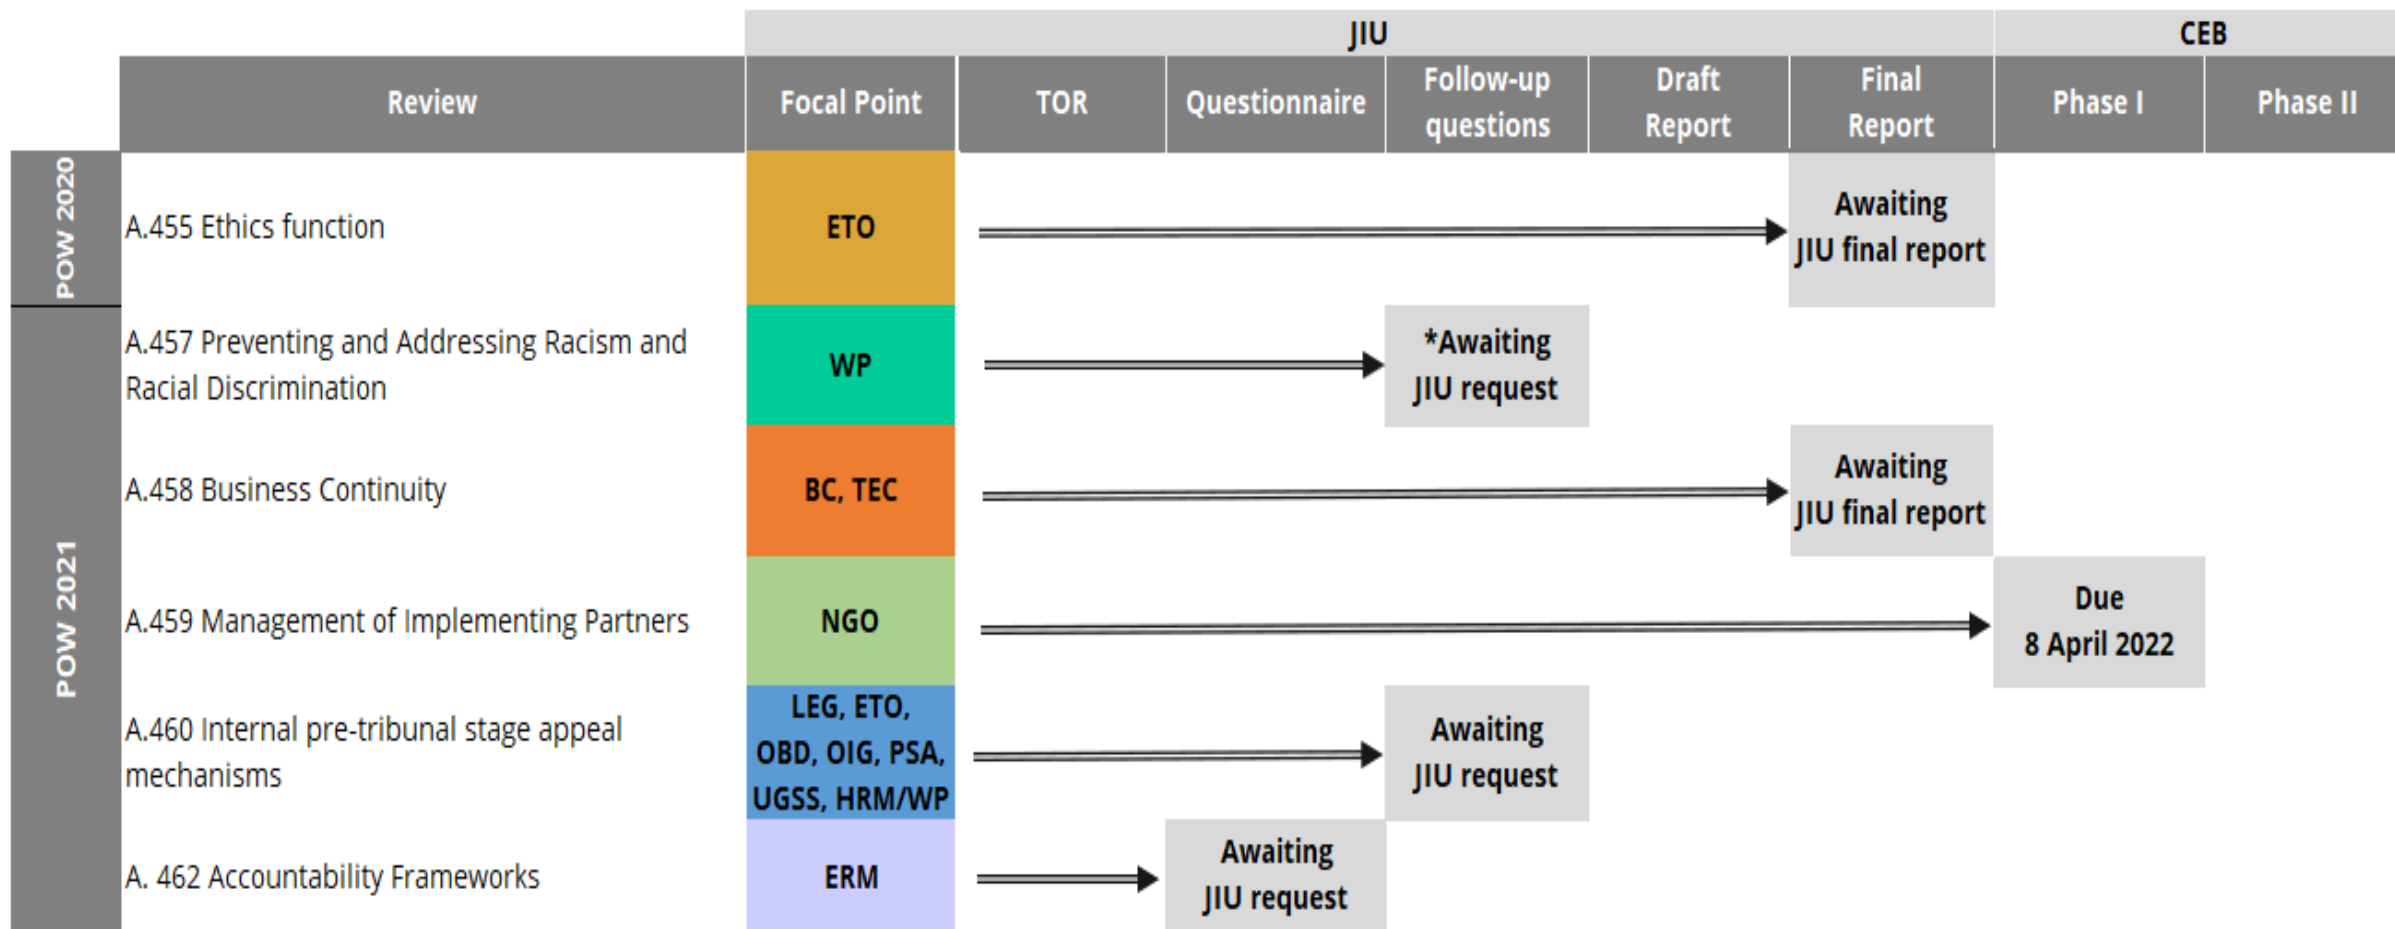 JIU
CEB
Review
Focal Point
TOR
Questionnaire
Follow-up
questions
Draft
Report
Final
Report
Phase I
Phase II
POW 2020
A.455 Ethics function
ETO
Awaiting
JIU final report
POW 2021
A.457 Preventing and Addressing Racism and
Racial Discrimination
WP
*Awaiting
JIU request
A.458 Business Continuity
BC, TEC
Awaiting
JIU final report
A.459 Management of Implementing Partners
NGO
Due
8 April 2022
A.460 Internal pre-tribunal stage appeal
mechanisms
LEG, ETO,
OBD, OIG, PSA,
UGSS, HRM/WP
Awaiting
JIU request
A. 462 Accountability Frameworks
ERM
Awaiting
JIU request